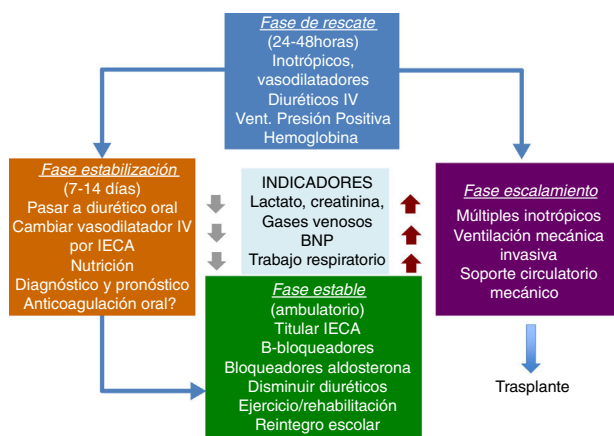 Fase de rescate
(24-48horas)
Inotrópicos,
vasodilatadores
Diuréticos IV
Vent. Presión Positiva
Hemoglobina
Fase estabilización
(7-14 días)
Pasar a diurético oral
Cambiar vasodilatador IV
por IECA
Nutrición
Diagnóstico y pronóstico
Anticoagulación oral?
INDICADORES
Lactato, creatinina,
Gases venosos
BNP
Trabajo respiratorio
Fase escalamiento
Múltiples inotrópicos
Ventilación mecánica
invasiva
Soporte circulatorio
mecánico
Fase estable
(ambulatorio)
Titular IECA
B-bloqueadores
Bloqueadores aldosterona
Disminuir diuréticos
Ejercicio/rehabilitación
Reintegro escolar
Trasplante